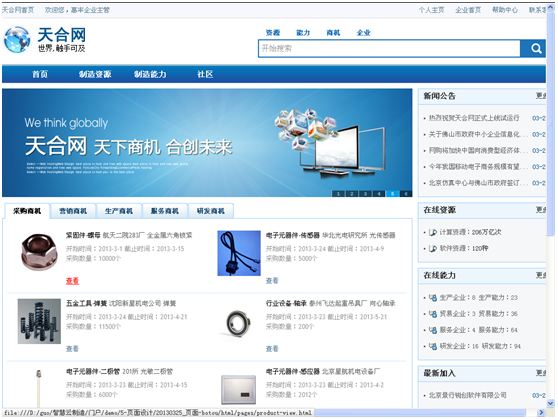 天合网首页 欢迎您，嘉丰企业主管
个人主页 企业首页 帮助中心 联系客
天合网
世界,触手可及
资源 能力 商机 企业
开始搜索
首页 制造资源 制造能力 社区
We think globally
天合网 天下商机 合创未来
1 2 3 4 5 6
新闻公告 更
热烈祝贺天合网正式上线试运行 03-2
关于佛山市政府中小企业信息化... 03-2
网购将加快中国向消费型经济体... 03-2
今年我国移动电子商务规模有望... 03-2
北京仿真中心与佛山市政府签订... 03-2
采购商机 营销商机 生产商机 服务商机 研发商机
紧固件-螺母 航天二院283厂 全金属六角锁紧
开始时间：2013-3-1 截止时间：2013-3-15
采购数量：10000个
查看
电子元器件-传感器 华北光电研究所 光传感器
开始时间：2013-3-24 截止时间：2013-4-9
采购数量：5000个
查看
五金工具-弹簧 沈阳新星机电公司 弹簧
开始时间：2013-3-24 截止时间：2013-4-21
采购数量：11500个
查看
行业设备-轴承 泰州飞达起重吊具厂 向心轴承
开始时间：2013-3-23 截止时间：2013-5-21
采购数量：200个
查看
电子元器件-二极管 201所 光敏二极管
开始时间：2013-3-23 截止时间：2013-4-15
采购数量：6000个
电子元器件-感应器 北京星航机电设备厂
开始时间：2013-3-23 截止时间：2013-4-2
采购数量：2012个
在线资源 更
计算资源：206万亿次
软件资源：120种
在线能力 更
生产企业：8 生产能力：23
贸易企业：3 贸易能力：36
服务企业：4 服务能力：64
研发企业：16 研发能力：94
最新加入 更
北京景行锐创软件有限公司 03-2
file:///D:/guo/智慧云制造/门户/demo/5-页面设计/20130325_页面-botou/html/pages/product-view.html